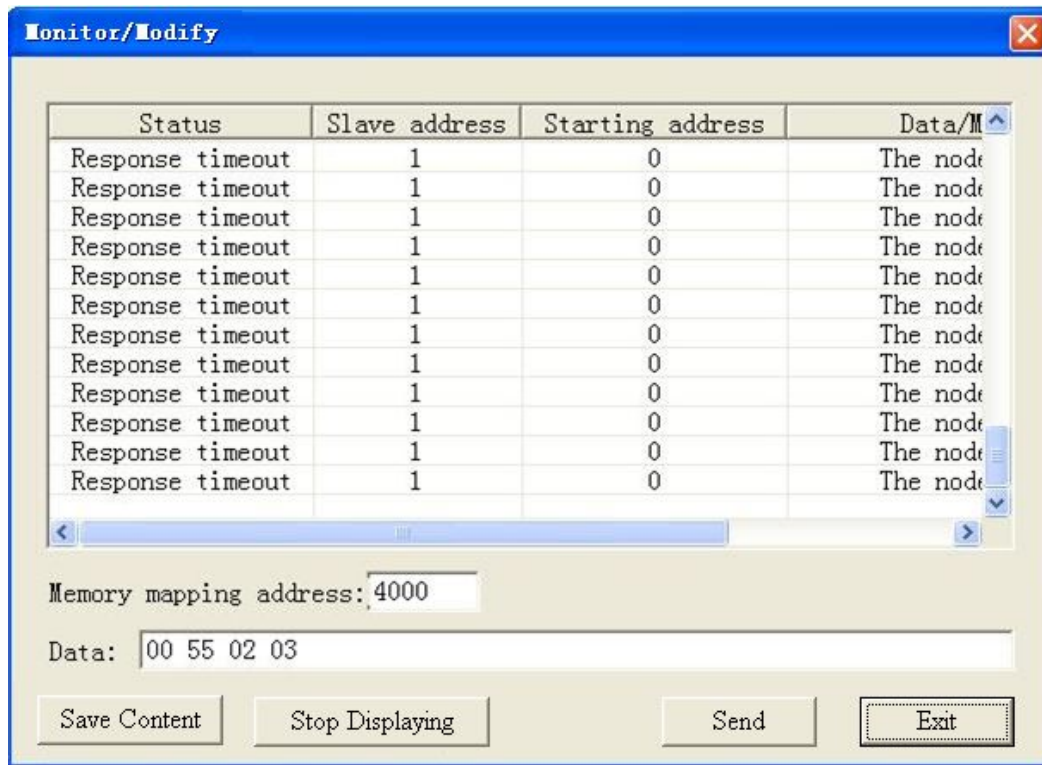 Monitor/Modify
Status Slave address Starting address Data/M
Response timeout 1 0 The node
Response timeout 1 0 The node
Response timeout 1 0 The node
Response timeout 1 0 The node
Response timeout 1 0 The node
Response timeout 1 0 The node
Response timeout 1 0 The node
Response timeout 1 0 The node
Response timeout 1 0 The node
Response timeout 1 0 The node
Response timeout 1 0 The node
Response timeout 1 0 The node
Memory mapping address: 4000
Data: 00 55 02 03
Save Content Stop Displaying Send Exit